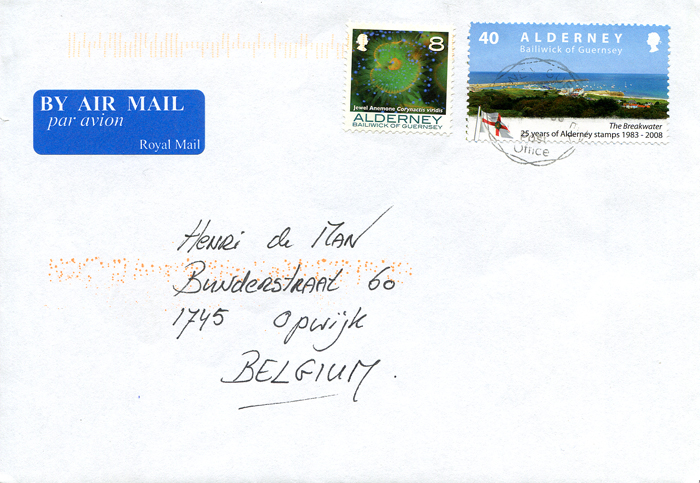 BY AIR MAIL
par avion
Royal Mail
8
Jewel Anemone Corynactis viridis
ALDERNEY
BAILIWICK OF GUERNSEY
40 ALDERNEY
Bailiwick of Guernsey
The Breakwater
25 years of Alderney stamps 1983 - 2008
Post
Office
Henri de Man
Bunderstraat 60
1745 Opwijk
BELGIUM.